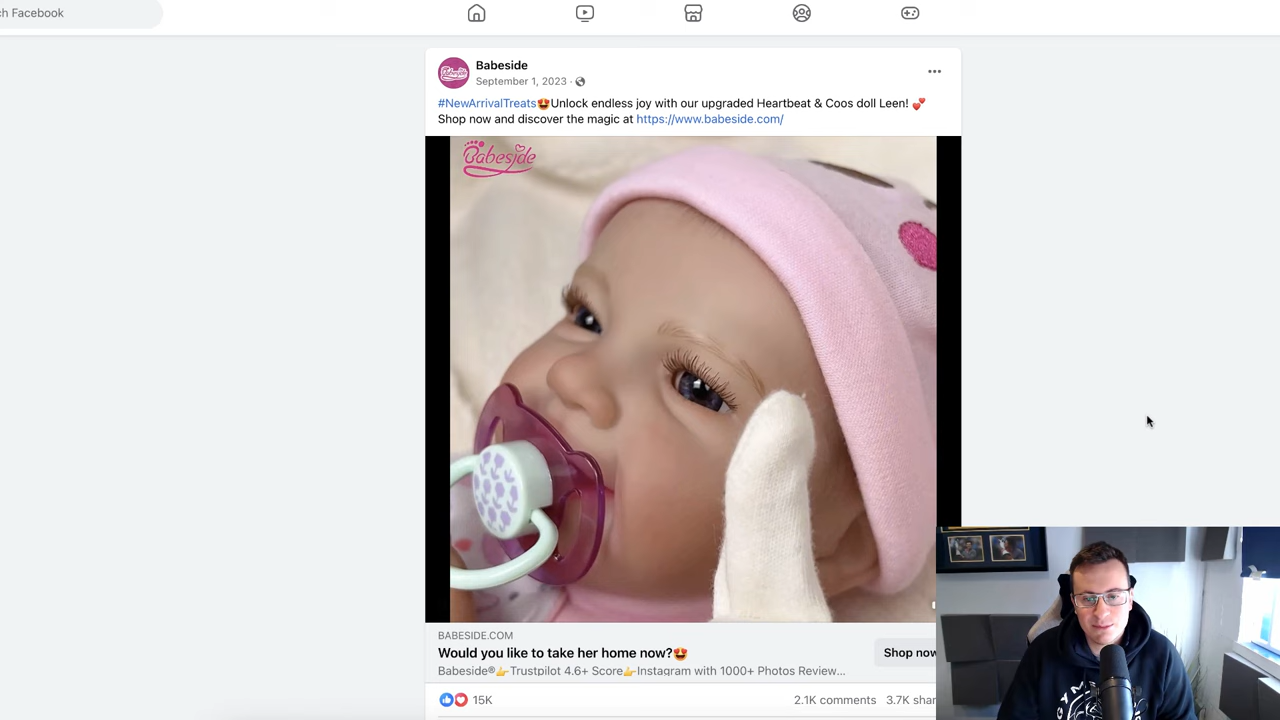 ch Facebook
Babeside
September 1, 2023 ·
#NewArrivalTreats😍Unlock endless joy with our upgraded Heartbeat & Coos doll Leen! 💕
Shop now and discover the magic at https://www.babeside.com/
Babeside
BABESIDE.COM
Would you like to take her home now?😍
Shop now
Babeside®👉Trustpilot 4.6+ Score👉Instagram with 1000+ Photos Review...
15K
2.1K comments 3.7K shar